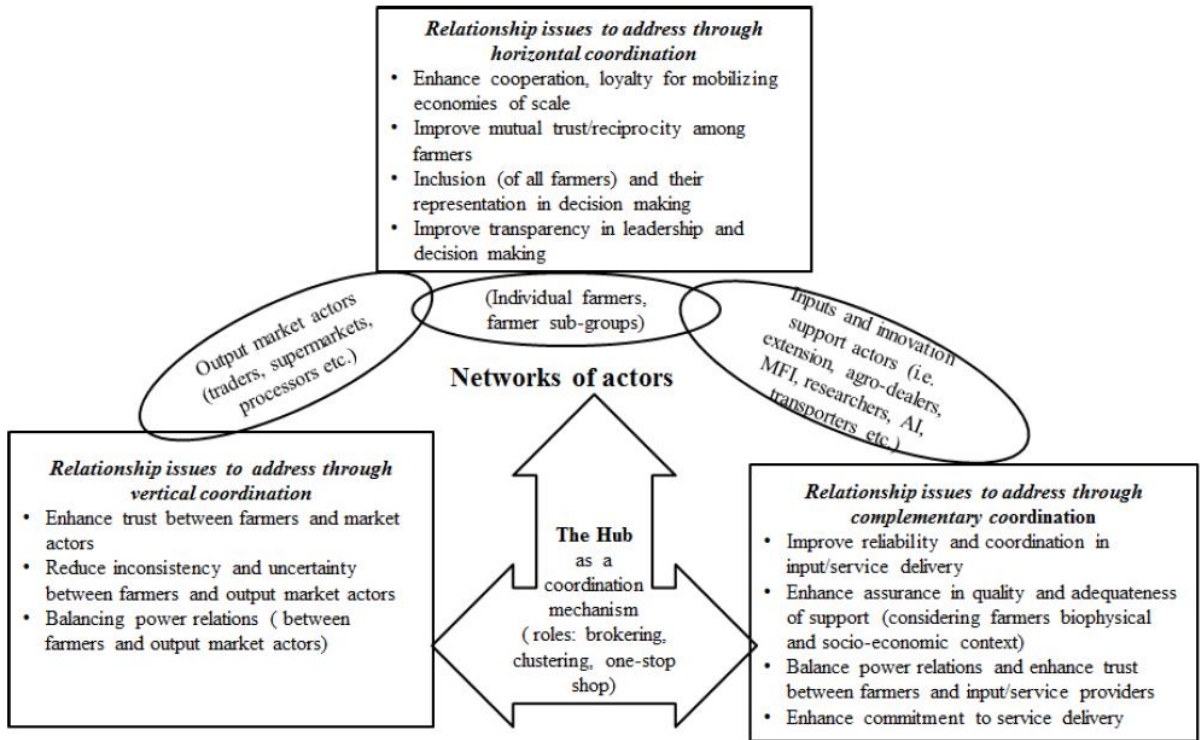 Relationship issues to address through
horizontal coordination
• Enhance cooperation, loyalty for mobilizing
economies of scale
• Improve mutual trust/reciprocity among
farmers
• Inclusion (of all farmers) and their
representation in decision making
• Improve transparency in leadership and
decision making
Output market actors
(traders, supermarkets,
processors etc.)
(Individual farmers,
farmer sub-groups)
Inputs and innovation
support actors (i.e.
extension, agro-dealers,
MFI, researchers, AI,
transporters etc.)
Networks of actors
Relationship issues to address through
vertical coordination
• Enhance trust between farmers and market
actors
• Reduce inconsistency and uncertainty
between farmers and output market actors
• Balancing power relations ( between
farmers and output market actors)
The Hub
as a
coordination
mechanism
( roles: brokering,
clustering, one-stop
shop)
Relationship issues to address through
complementary coordination
• Improve reliability and coordination in
input/service delivery
• Enhance assurance in quality and adequateness
of support (considering farmers biophysical
and socio-economic context)
• Balance power relations and enhance trust
between farmers and input/service providers
• Enhance commitment to service delivery